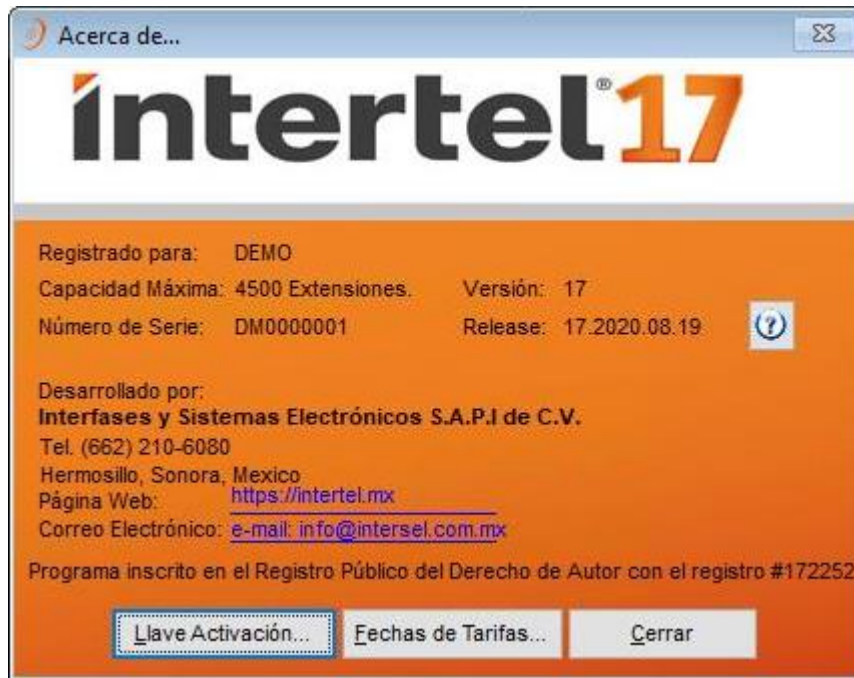 Acerca de...
íntertel®17
Registrado para: DEMO
Capacidad Máxima: 4500 Extensiones. Versión: 17
Número de Serie: DM0000001 Release: 17.2020.08.19
Desarrollado por:
Interfases y Sistemas Electrónicos S.A.P.I de C.V.
Tel. (662) 210-6080
Hermosillo, Sonora, Mexico
Página Web: https://intertel.mx
Correo Electrónico: e-mail: info@intersel.com.mx
Programa inscrito en el Registro Público del Derecho de Autor con el registro #172252
Llave Activación... Fechas de Tarifas... Cerrar